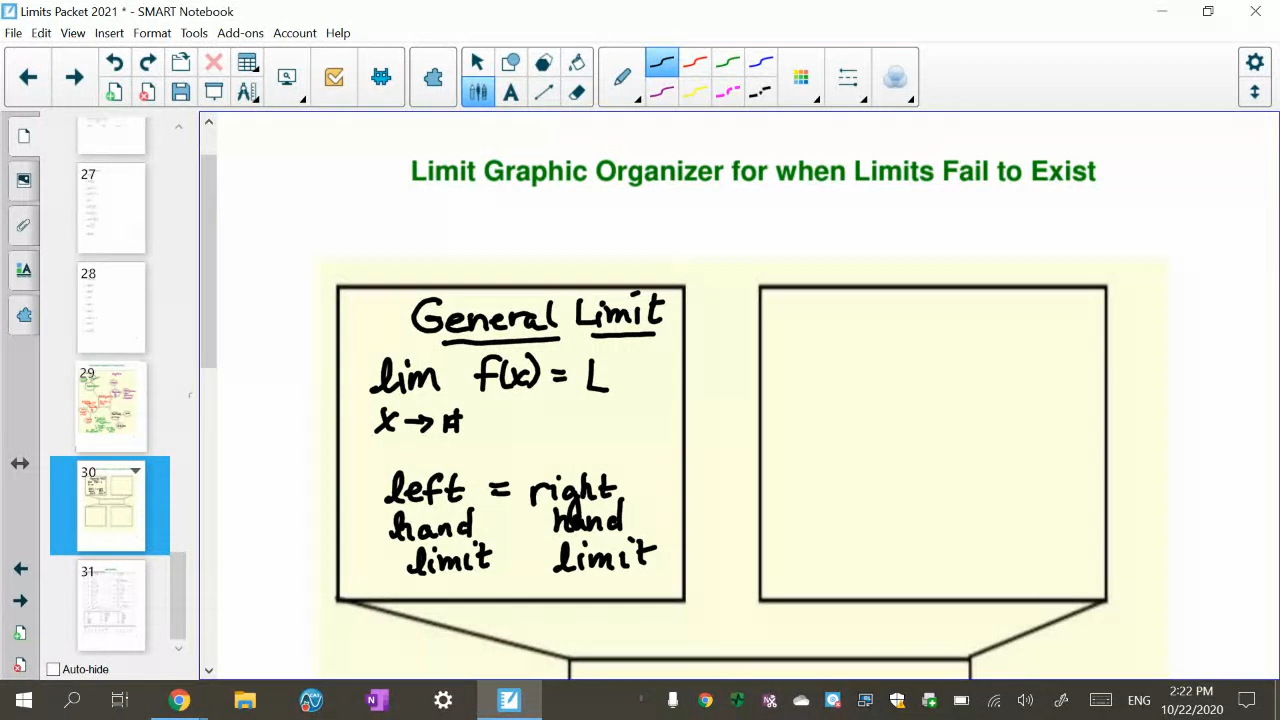 Limits Packet 2021 * - SMART Notebook
File Edit View Insert Format Tools Add-ons Account Help
27
28
29
30
31
Auto-hide
Limit Graphic Organizer for when Limits Fail to Exist
General Limit
lim f(x) = L
x → #
left = right
hand hand
limit limit
ENG
2:22 PM
10/22/2020